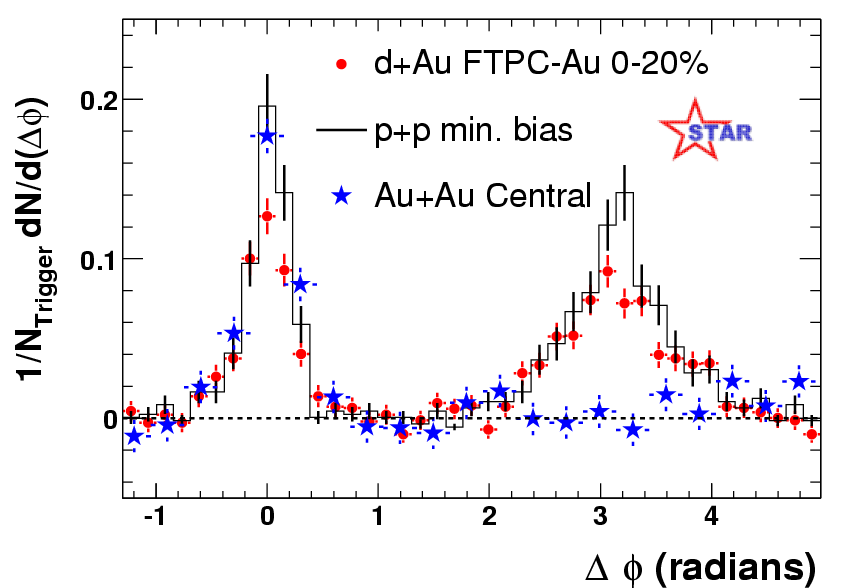 d+Au FTPC-Au 0-20%
p+p min. bias
Au+Au Central
STAR
1/N_Trigger dN/d(Δϕ)
0.2
0.1
0
-1 0 1 2 3 4
Δ ϕ (radians)